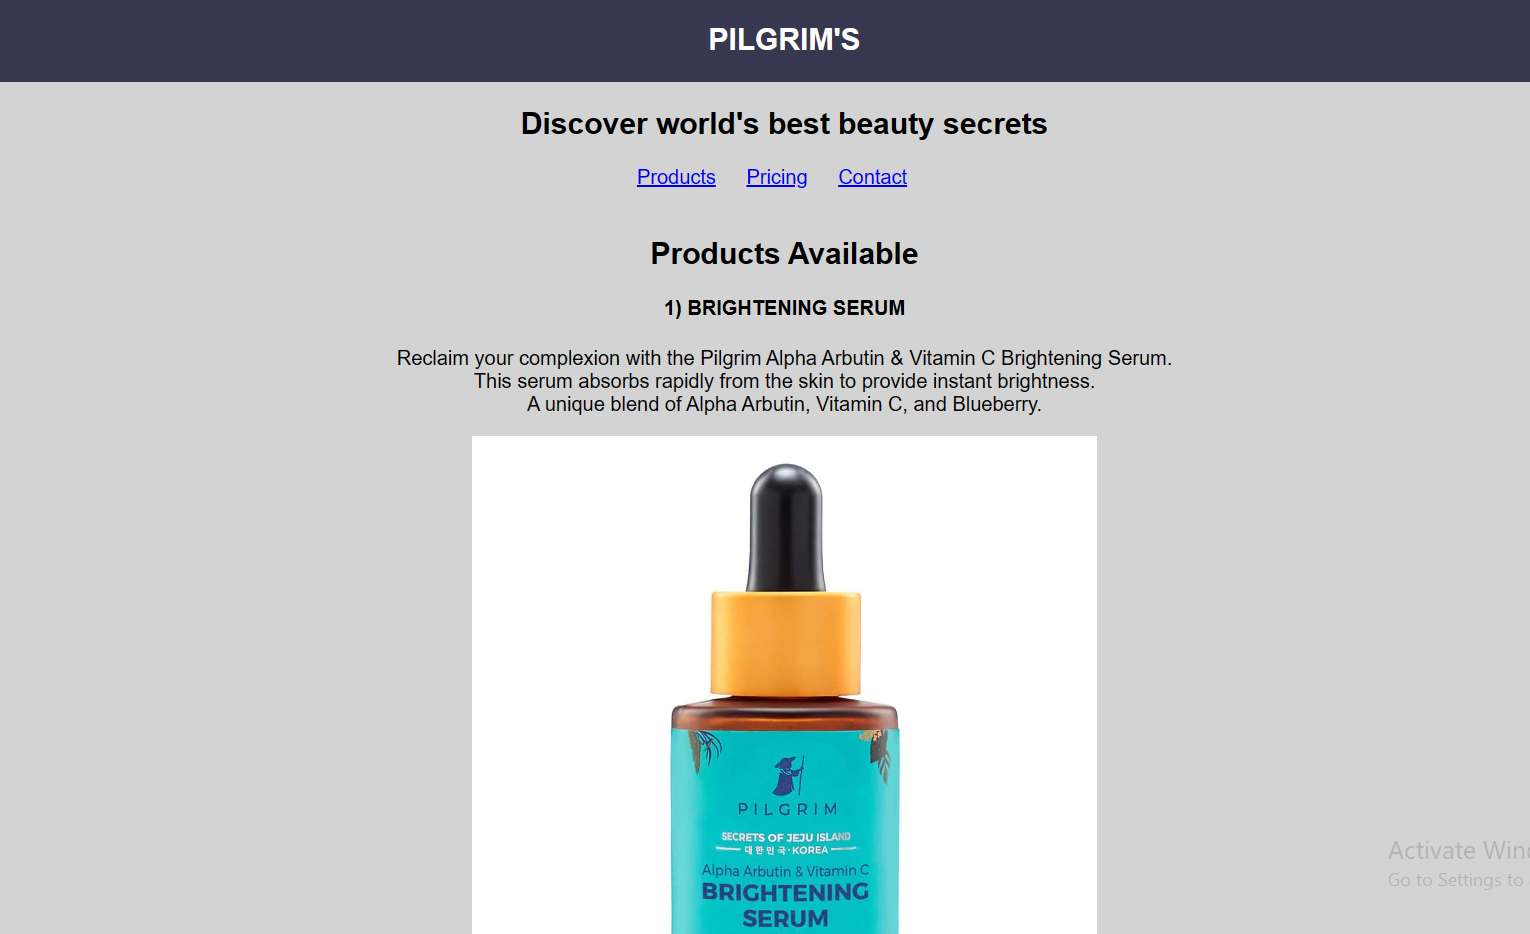 PILGRIM'S
Discover world's best beauty secrets
Products Pricing Contact
Products Available
1) BRIGHTENING SERUM
Reclaim your complexion with the Pilgrim Alpha Arbutin & Vitamin C Brightening Serum.
This serum absorbs rapidly from the skin to provide instant brightness.
A unique blend of Alpha Arbutin, Vitamin C, and Blueberry.
PILGRIM
SECRETS OF JEJU ISLAND
대한민국·KOREA
Alpha Arbutin & Vitamin C
BRIGHTENING
SERUM
Activate Win
Go to Settings to